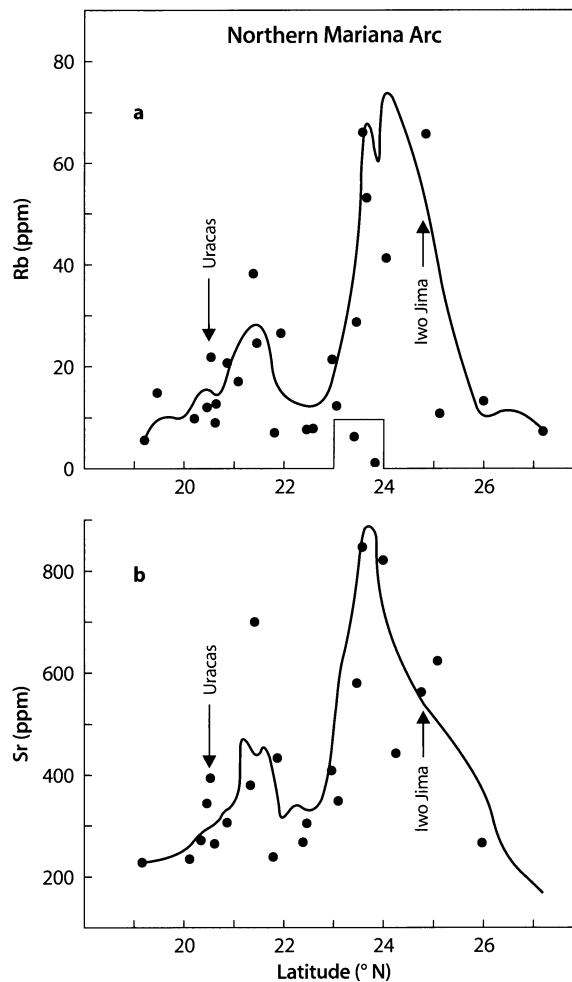 Northern Mariana Arc
a
80
60
40
20
0
Rb (ppm)
Uracas
Iwo Jima
20
22
24
26
b
800
600
400
200
Sr (ppm)
Uracas
Iwo Jima
20
22
24
26
Latitude (° N)